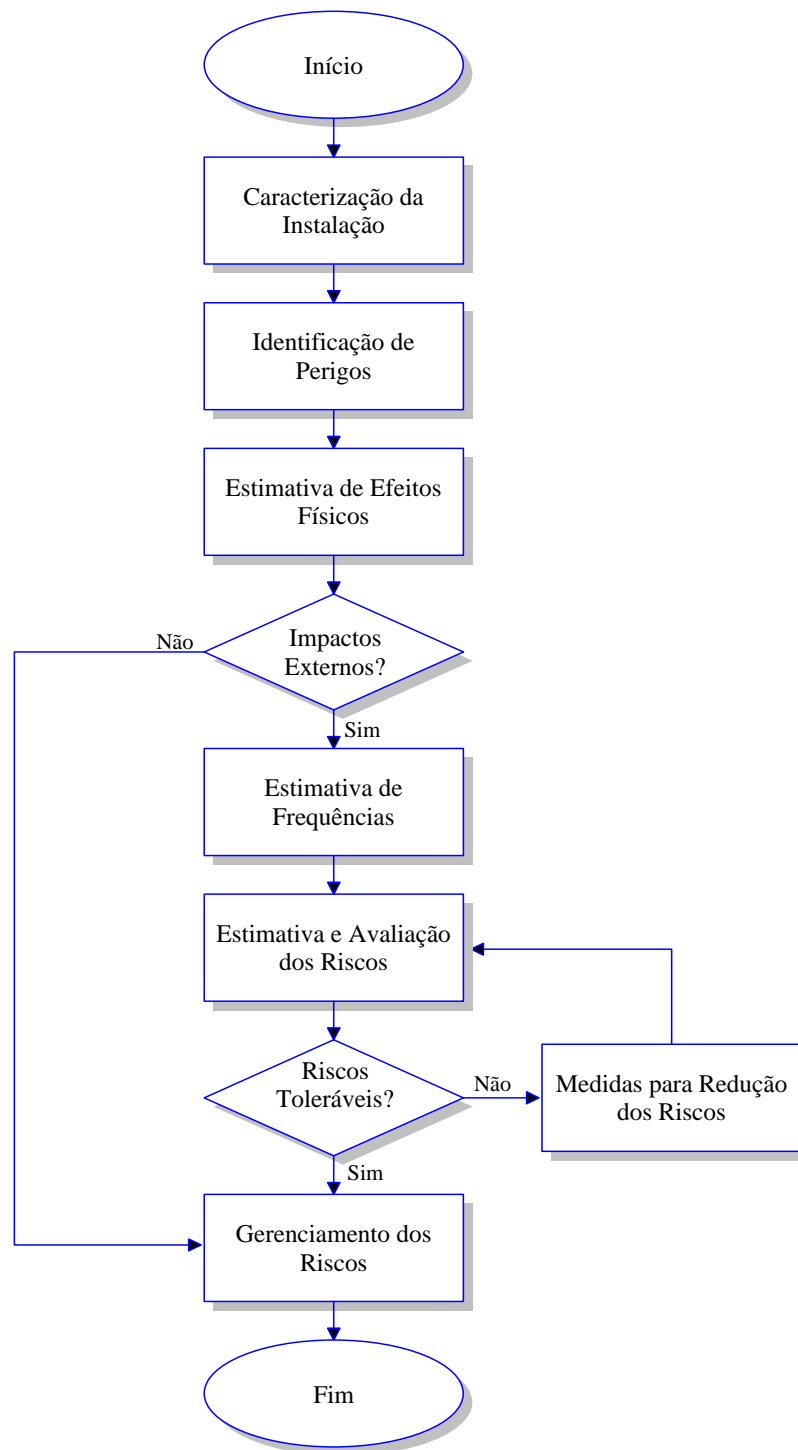 Início
Caracterização da
Instalação
Identificação de
Perigos
Estimativa de Efeitos
Físicos
Não
Impactos
Externos?
Sim
Estimativa de
Frequências
Estimativa e Avaliação
dos Riscos
Riscos
Toleráveis?
Não
Medidas para Redução
dos Riscos
Sim
Gerenciamento dos
Riscos
Fim